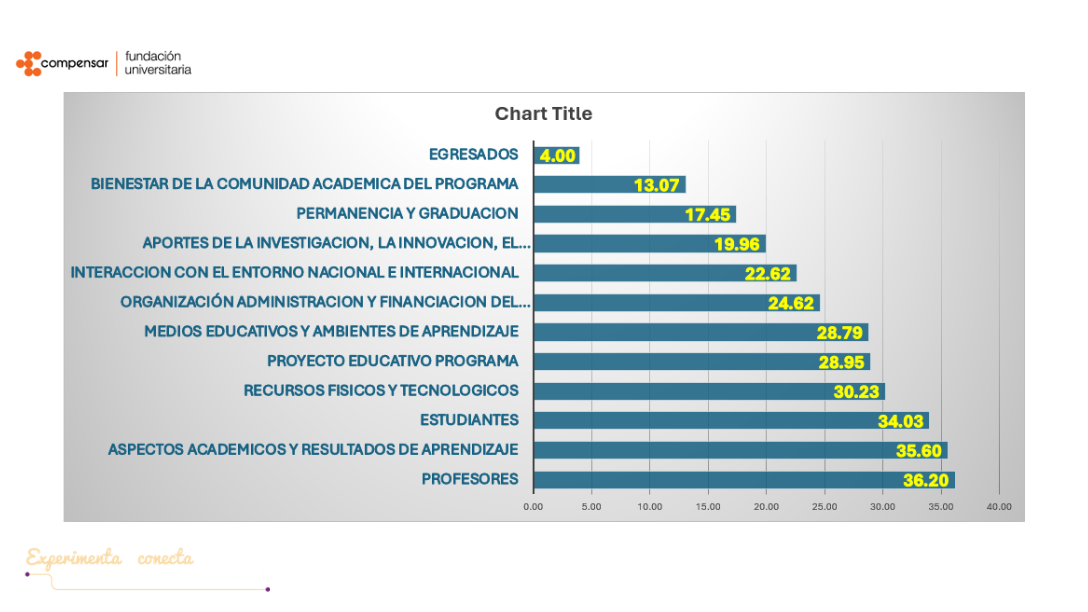 compensar
fundación
universitaria
Chart Title
EGRESADOS 4.00
BIENESTAR DE LA COMUNIDAD ACADEMICA DEL PROGRAMA 13.07
PERMANENCIA Y GRADUACION 17.45
APORTES DE LA INVESTIGACION, LA INNOVACION, EL... 19.96
INTERACCION CON EL ENTORNO NACIONAL E INTERNACIONAL 22.62
ORGANIZACIÓN ADMINISTRACION Y FINANCIACION DEL... 24.62
MEDIOS EDUCATIVOS Y AMBIENTES DE APRENDIZAJE 28.79
PROYECTO EDUCATIVO PROGRAMA 28.95
RECURSOS FISICOS Y TECNOLOGICOS 30.23
ESTUDIANTES 34.03
ASPECTOS ACADEMICOS Y RESULTADOS DE APRENDIZAJE 35.60
PROFESORES 36.20
0.00 5.00 10.00 15.00 20.00 25.00 30.00 35.00 40.00
Experimenta conecta